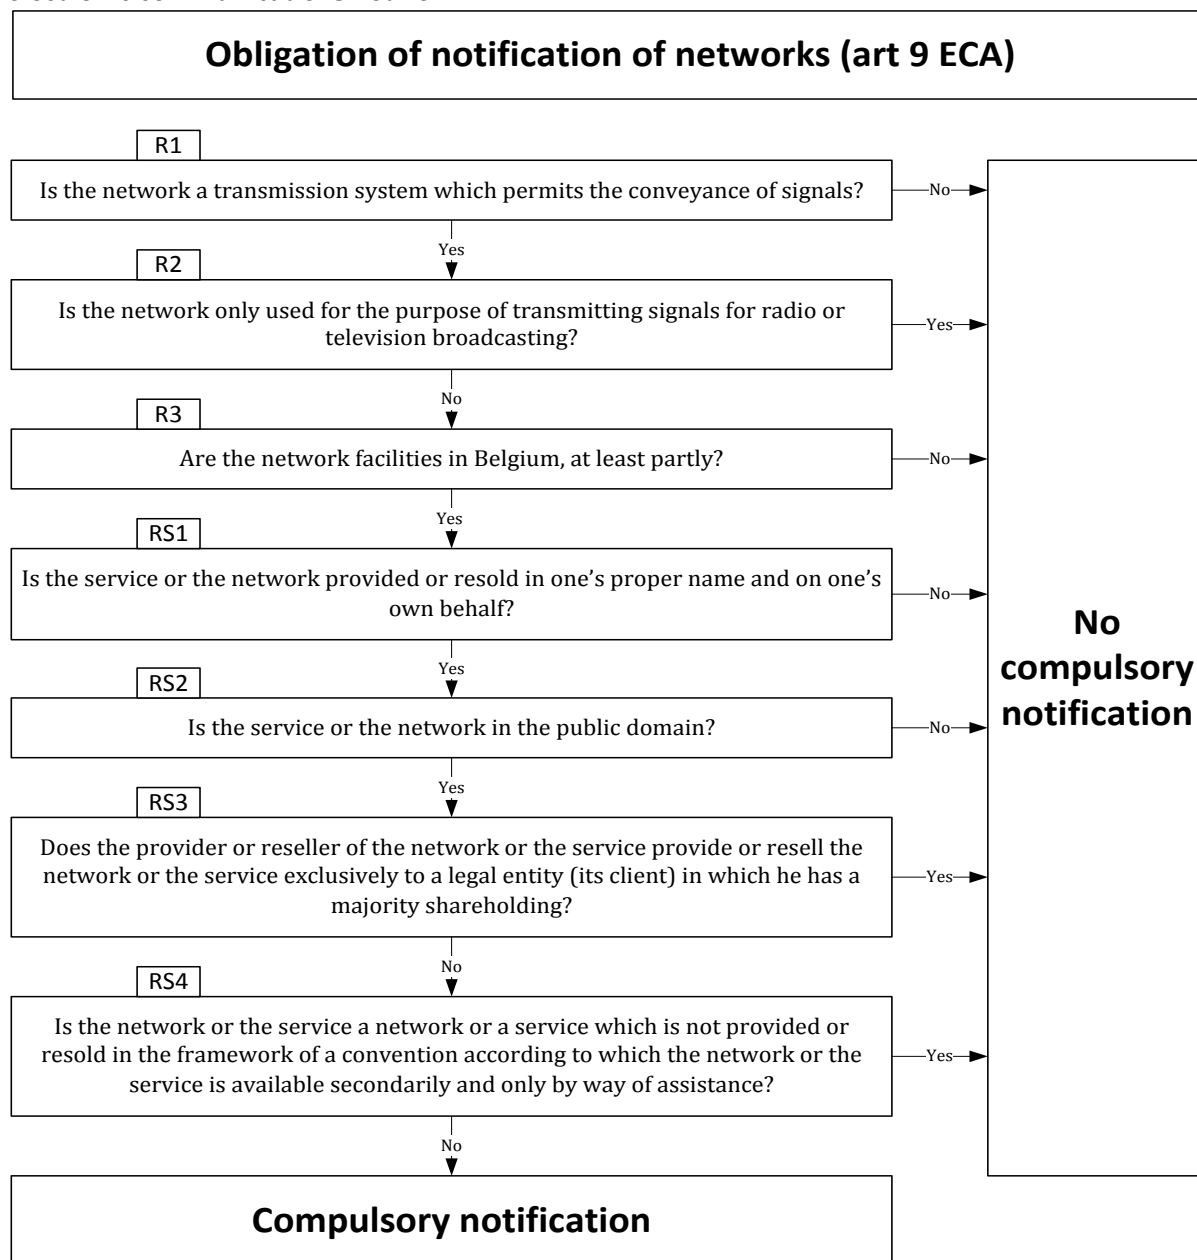 Obligation of notification of networks (art 9 ECA)
R1
Is the network a transmission system which permits the conveyance of signals?
No
Yes
R2
Is the network only used for the purpose of transmitting signals for radio or
television broadcasting?
Yes
No
R3
Are the network facilities in Belgium, at least partly?
No
Yes
RS1
Is the service or the network provided or resold in one's proper name and on one's
own behalf?
No
Yes
RS2
Is the service or the network in the public domain?
No
Yes
RS3
Does the provider or reseller of the network or the service provide or resell the
network or the service exclusively to a legal entity (its client) in which he has a
majority shareholding?
Yes
No
RS4
Is the network or the service a network or a service which is not provided or
resold in the framework of a convention according to which the network or the
service is available secondarily and only by way of assistance?
Yes
No
No
compulsory
notification
Compulsory notification